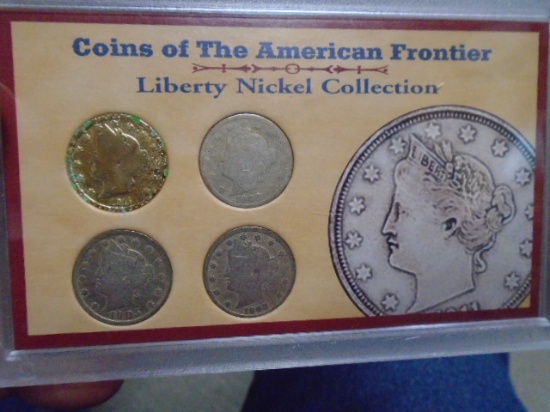 Coins of The American Frontier
Liberty Nickel Collection
LIBERTY